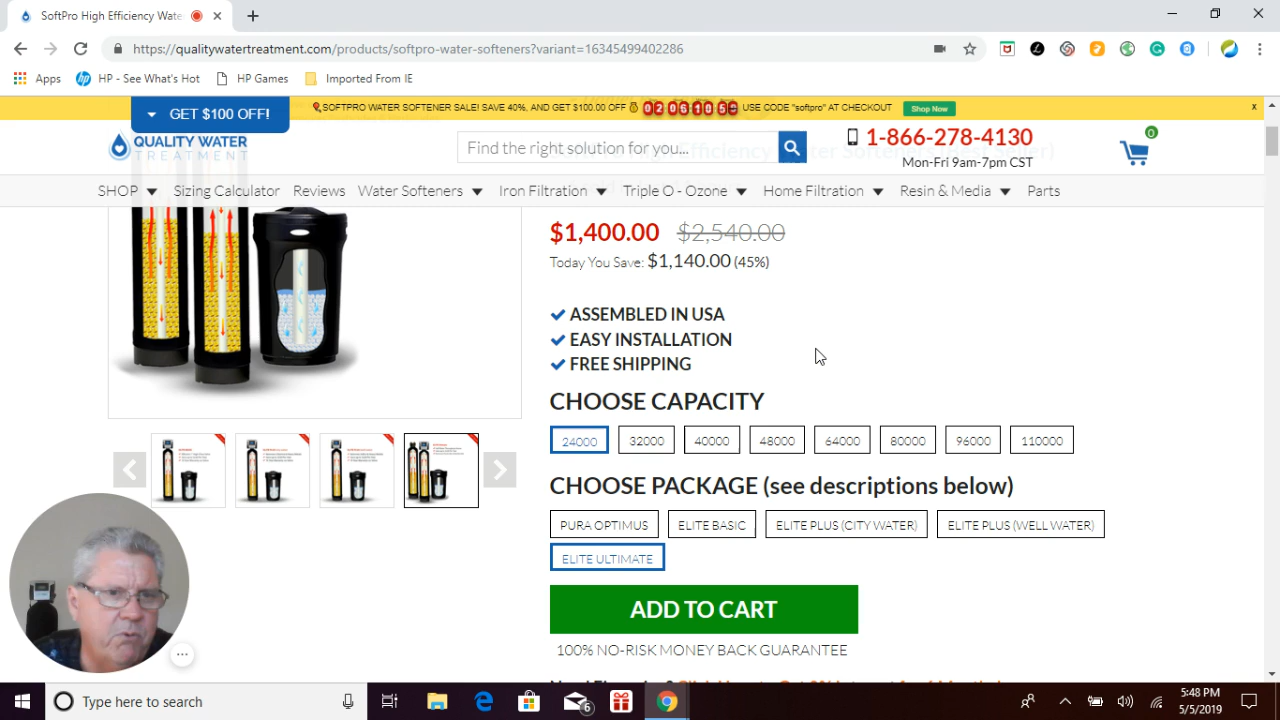 SoftPro High Efficiency Wate
https://qualitywatertreatment.com/products/softpro-water-softeners?variant=16345499402286
Apps HP - See What's Hot HP Games Imported From IE
GET $100 OFF!
SOFTPRO WATER SOFTENER SALE! SAVE 40%, AND GET $100.00 OFF USE CODE "softpro" AT CHECKOUT Shop Now x
QUALITY WATER
TREATMENT
Find the right solution for you...
1-866-278-4130
Mon-Fri 9am-7pm CST
0
SHOP Sizing Calculator Reviews Water Softeners Iron Filtration Triple O - Ozone Home Filtration Resin & Media Parts
$1,400.00 $2,540.00
Today You Save: $1,140.00 (45%)
ASSEMBLED IN USA
EASY INSTALLATION
FREE SHIPPING
CHOOSE CAPACITY
24000 32000 40000 48000 64000 80000 96000 110000
CHOOSE PACKAGE (see descriptions below)
PURA OPTIMUS ELITE BASIC ELITE PLUS (CITY WATER) ELITE PLUS (WELL WATER)
ELITE ULTIMATE
ADD TO CART
100% NO-RISK MONEY BACK GUARANTEE
Type here to search
6
5:48 PM
5/5/2019